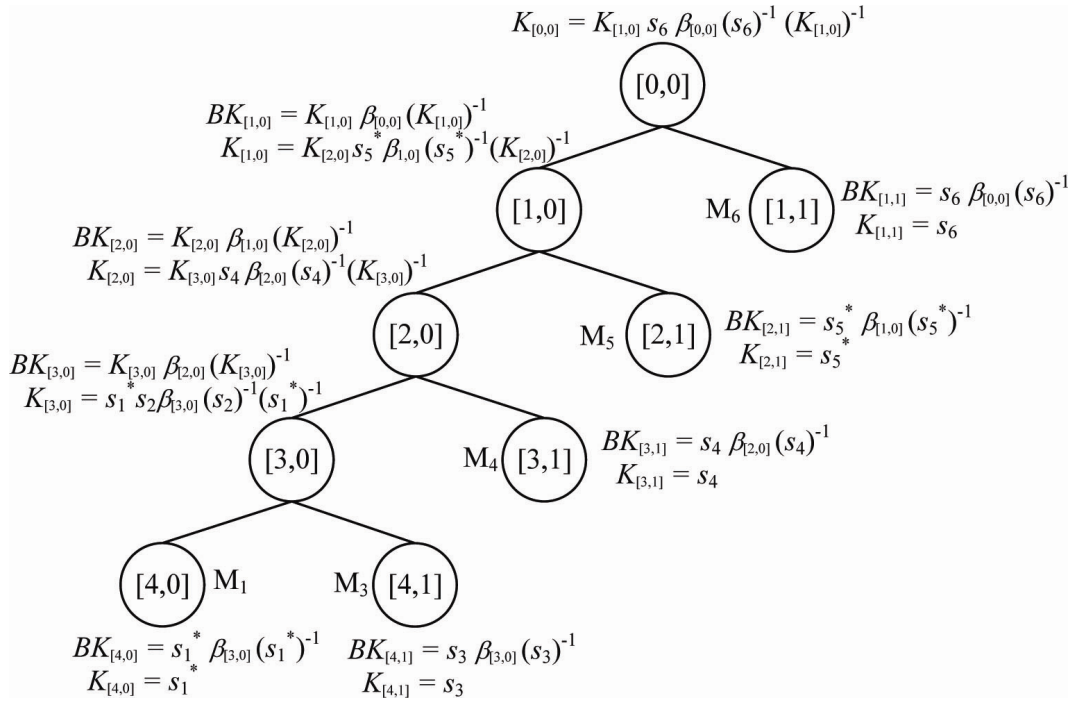 K[0,0] = K[1,0] s6 β[0,0] (s6)-1 (K[1,0])-1
[0,0]
BK[1,0] = K[1,0] β[0,0] (K[1,0])-1
K[1,0] = K[2,0] s5* β1,0] (s5*)-1 (K[2,0])-1
[1,0]
M6 [1,1]
BK[1,1] = s6 β[0,0] (s6)-1
K[1,1] = s6
BK[2,0] = K[2,0] β[1,0] (K[2,0])-1
K[2,0] = K[3,0] s4 β[2,0] (s4)-1 (K[3,0])-1
[2,0]
M5 [2,1]
BK[2,1] = s5* β[1,0] (s5*)-1
K[2,1] = s5*
BK[3,0] = K[3,0] β[2,0] (K[3,0])-1
K[3,0] = s1* s2 β[3,0] (s2)-1 (s1*)-1
[3,0]
M4 [3,1]
BK[3,1] = s4 β[2,0] (s4)-1
K[3,1] = s4
[4,0] M1
M3 [4,1]
BK[4,0] = s1* β[3,0] (s1*)-1
K[4,0] = s1*
BK[4,1] = s3 β[3,0] (s3)-1
K[4,1] = s3